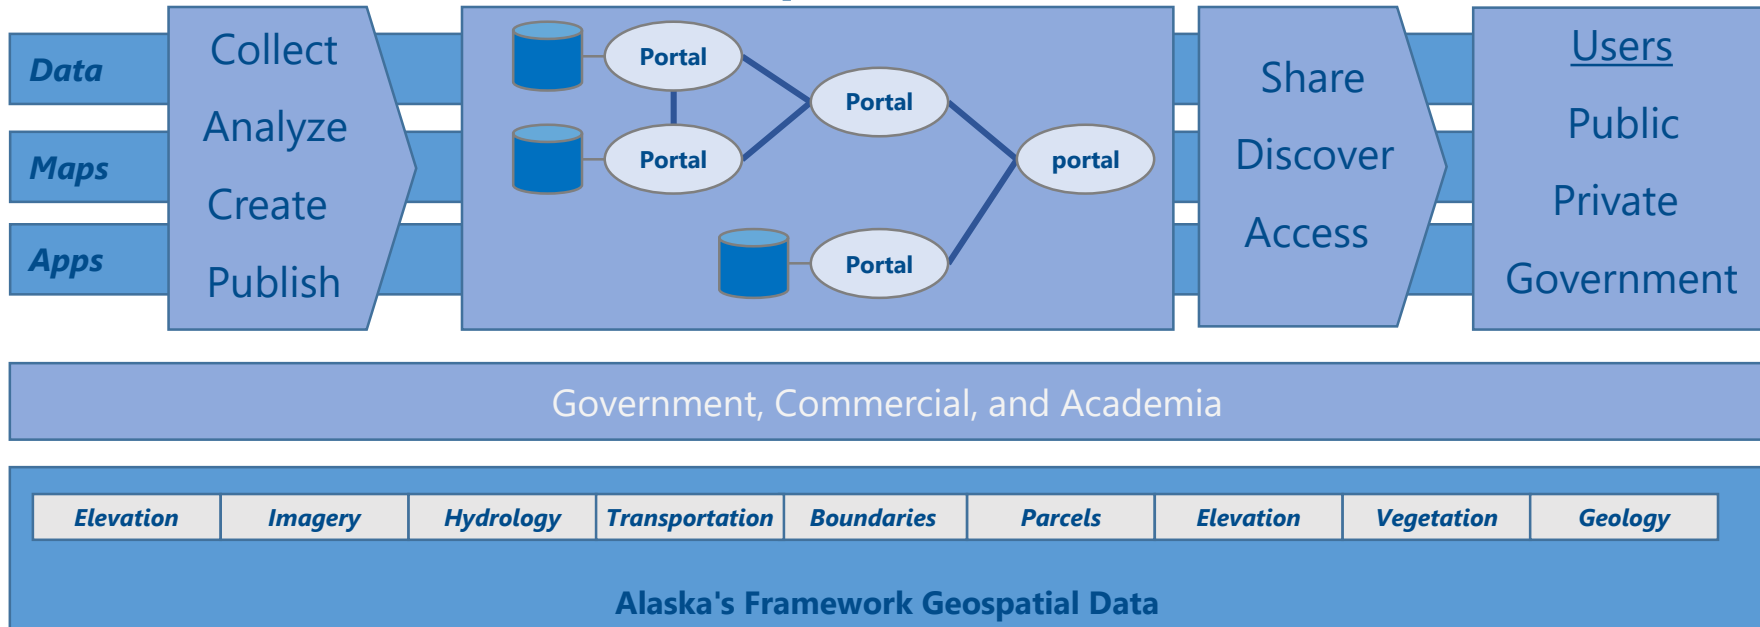 Data
Maps
Apps
Collect
Analyze
Create
Publish
Portal
Portal
Portal
portal
Portal
Share
Discover
Access
Users
Public
Private
Government
Government, Commercial, and Academia
Elevation
Imagery
Hydrology
Transportation
Boundaries
Parcels
Elevation
Vegetation
Geology
Alaska's Framework Geospatial Data